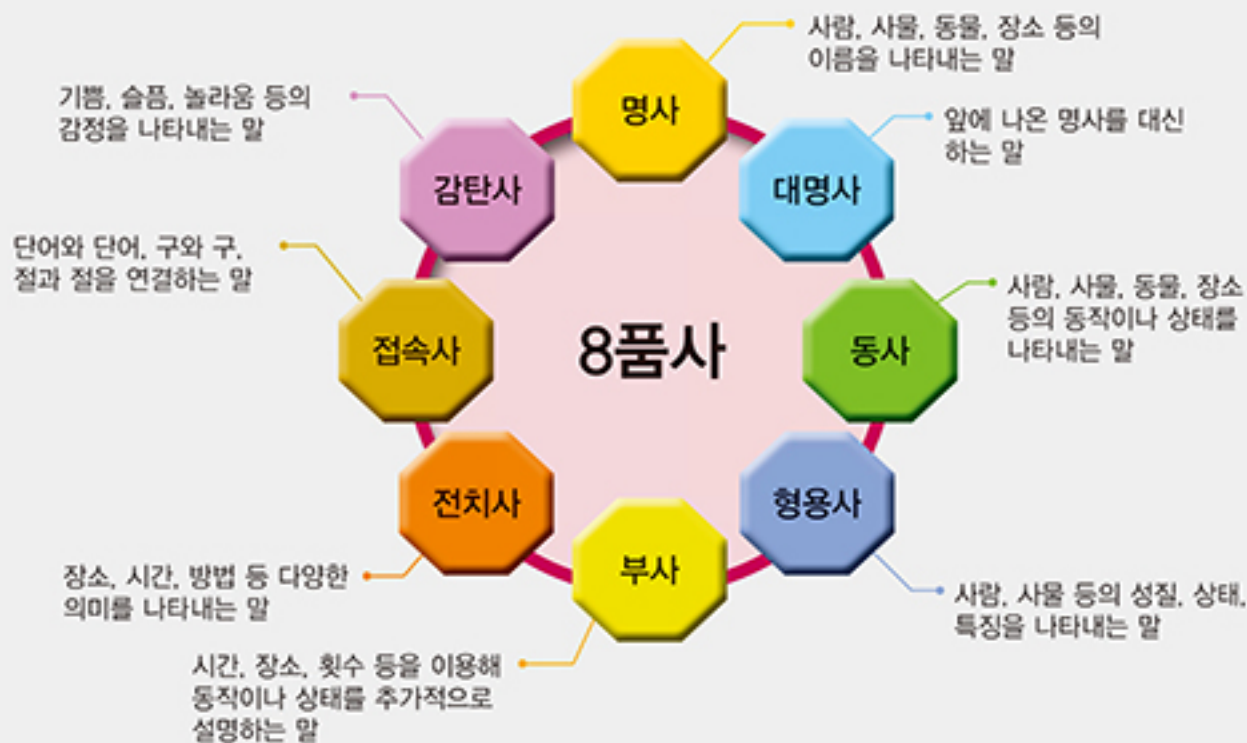 8품사
명사
사람, 사물, 동물, 장소 등의
이름을 나타내는 말
대명사
앞에 나온 명사를 대신
하는 말
동사
사람, 사물, 동물, 장소
등의 동작이나 상태를
나타내는 말
형용사
사람, 사물 등의 성질, 상태,
특징을 나타내는 말
부사
시간, 장소, 횟수 등을 이용해
동작이나 상태를 추가적으로
설명하는 말
전치사
장소, 시간, 방법 등 다양한
의미를 나타내는 말
접속사
단어와 단어, 구와 구,
절과 절을 연결하는 말
감탄사
기쁨, 슬픔, 놀라움 등의
감정을 나타내는 말